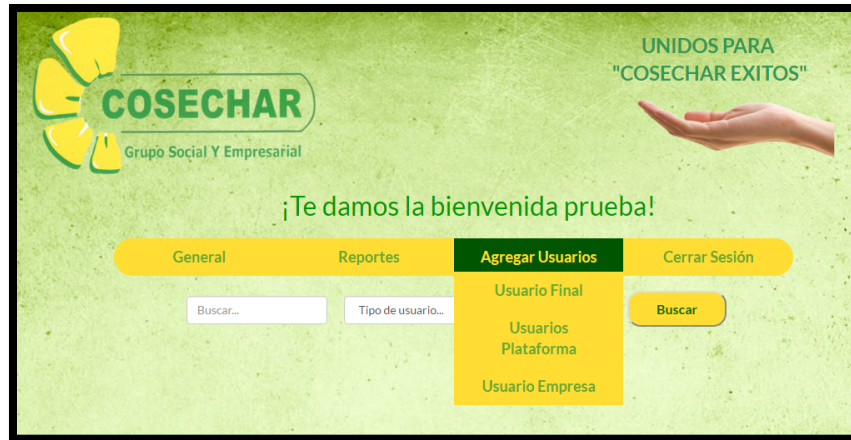 UNIDOS PARA
"COSECHAR EXITOS"
COSECHAR
Grupo Social Y Empresarial
¡Te damos la bienvenida prueba!
General Reportes Agregar Usuarios Cerrar Sesión
Usuario Final
Buscar... Tipo de usuario... Buscar
Usuarios
Plataforma
Usuario Empresa